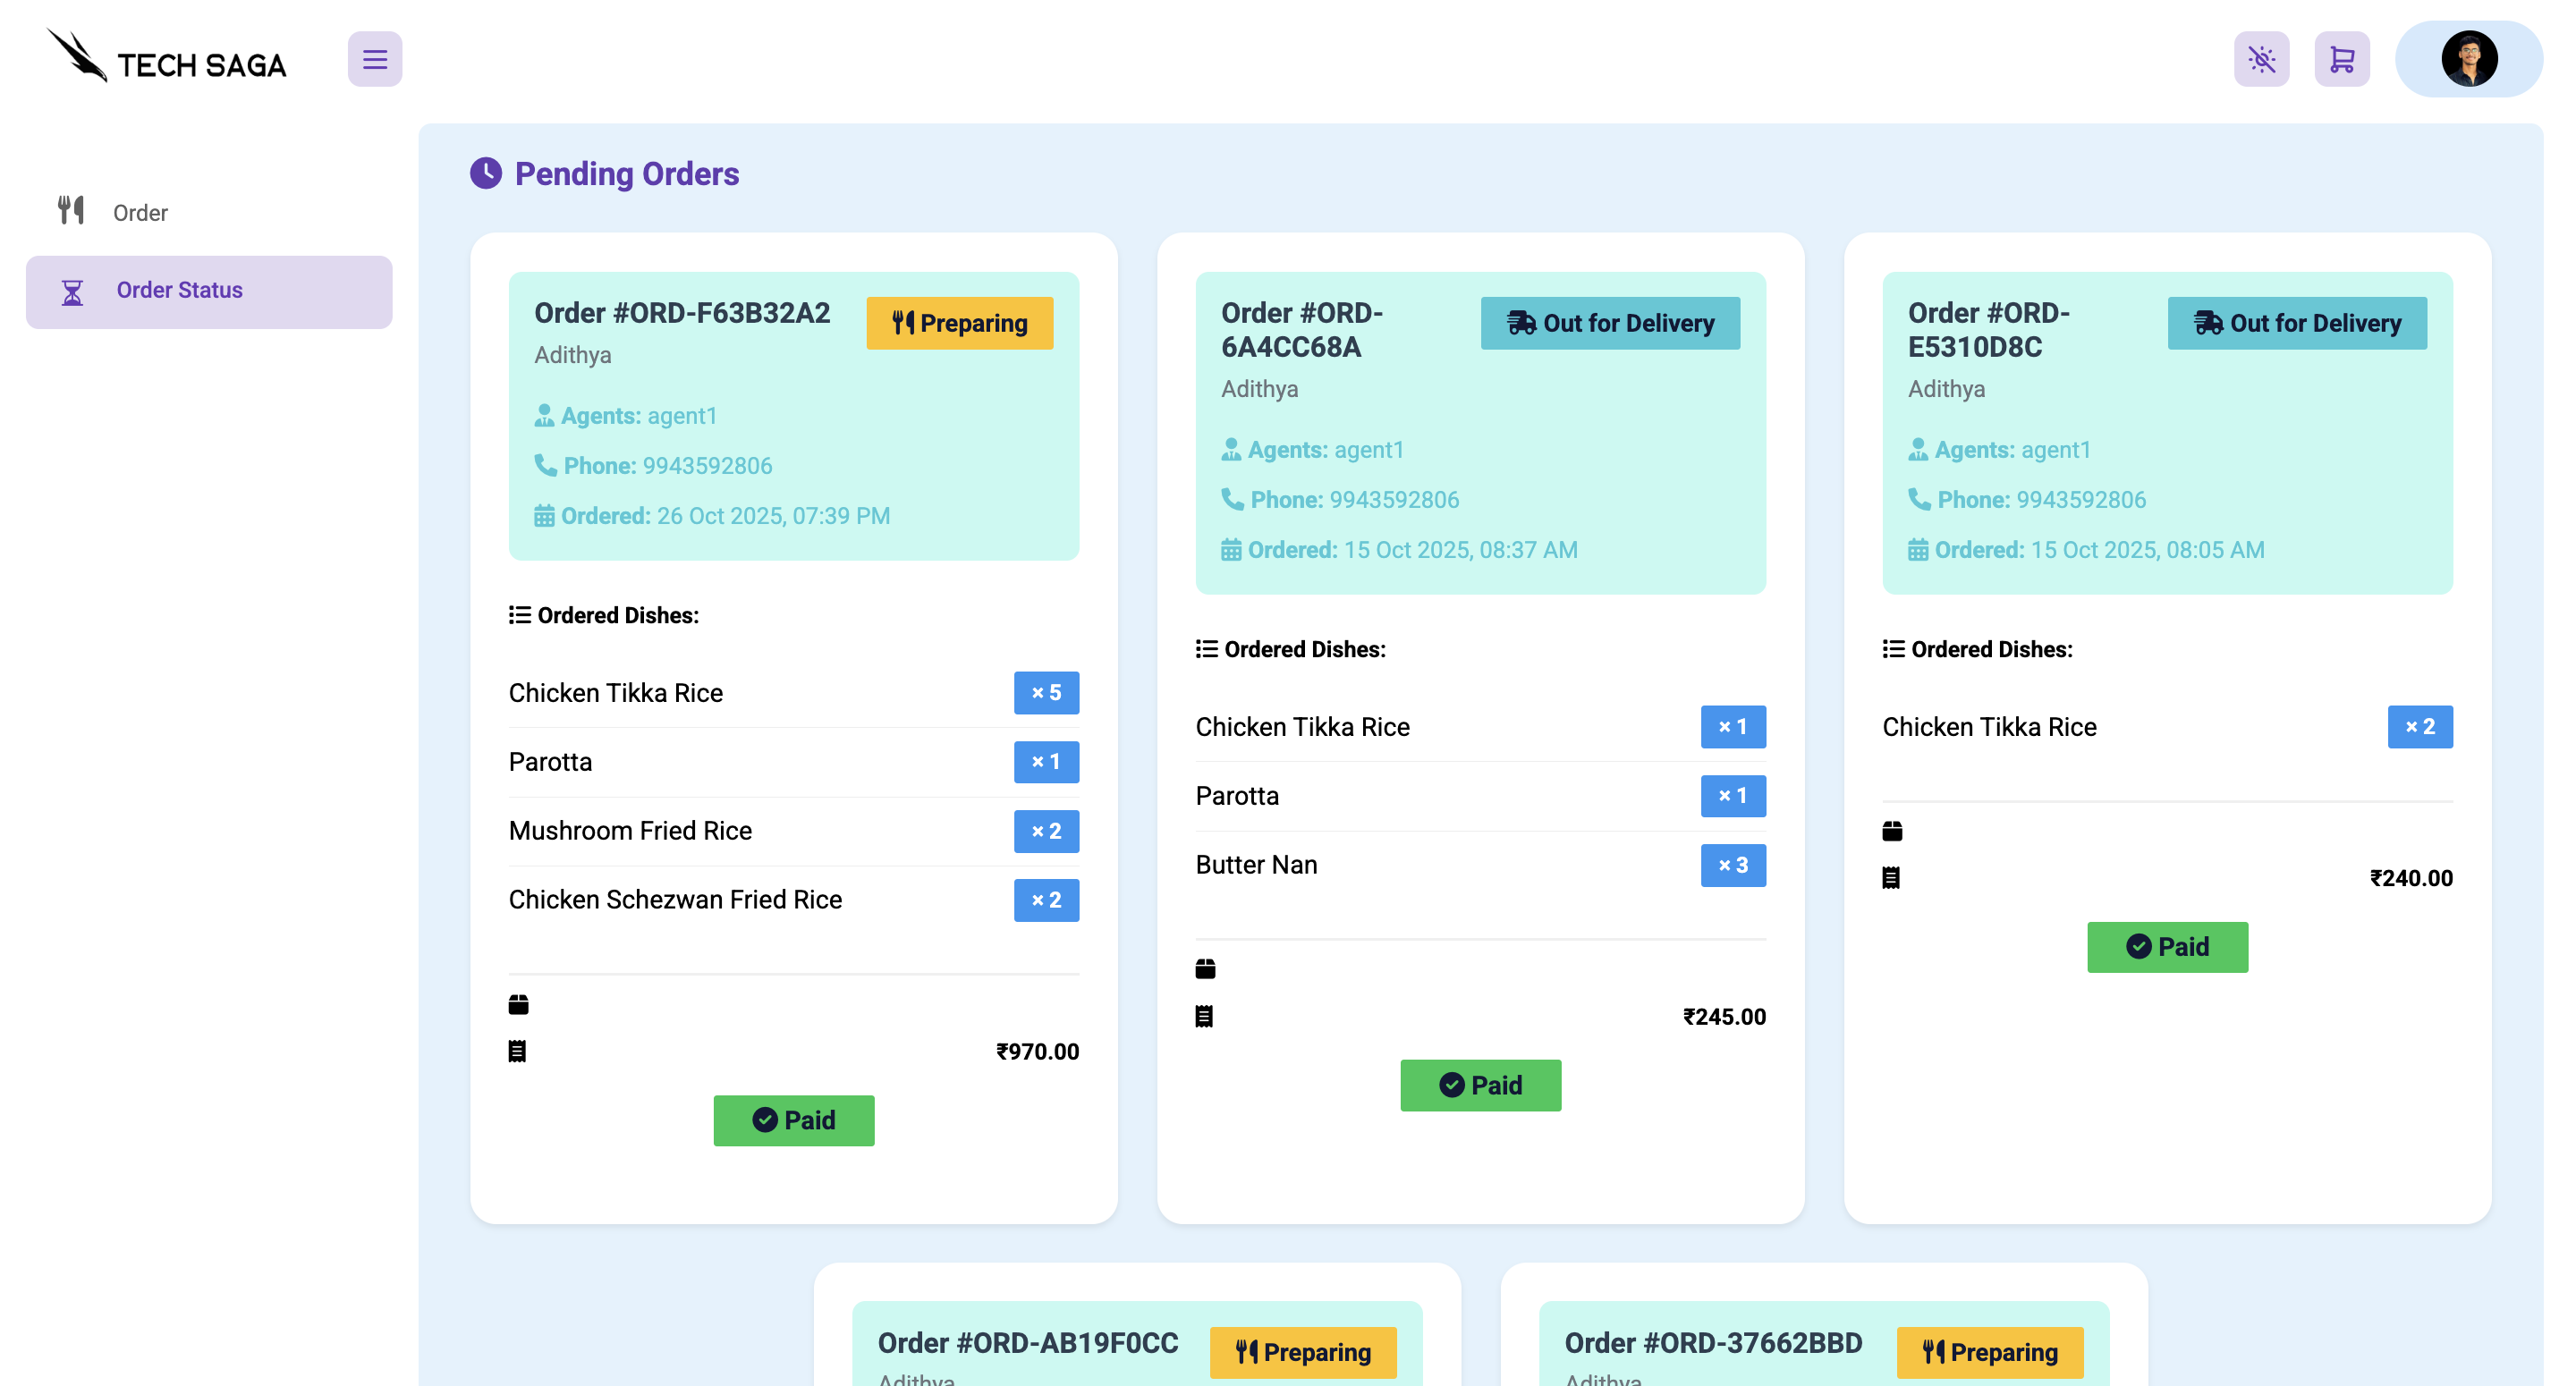 TECH SAGA
Order
Order Status
Pending Orders
Order #ORD-F63B32A2
Preparing
Adithya
Agents: agent1
Phone: 9943592806
Ordered: 26 Oct 2025, 07:39 PM
Ordered Dishes:
Chicken Tikka Rice × 5
Parotta × 1
Mushroom Fried Rice × 2
Chicken Schezwan Fried Rice × 2
₹970.00
Paid
Order #ORD-
6A4CC68A
Out for Delivery
Adithya
Agents: agent1
Phone: 9943592806
Ordered: 15 Oct 2025, 08:37 AM
Ordered Dishes:
Chicken Tikka Rice × 1
Parotta × 1
Butter Nan × 3
₹245.00
Paid
Order #ORD-
E5310D8C
Out for Delivery
Adithya
Agents: agent1
Phone: 9943592806
Ordered: 15 Oct 2025, 08:05 AM
Ordered Dishes:
Chicken Tikka Rice × 2
₹240.00
Paid
Order #ORD-AB19F0CC
Preparing
Adithya
Order #ORD-37662BBD
Preparing
Adithya